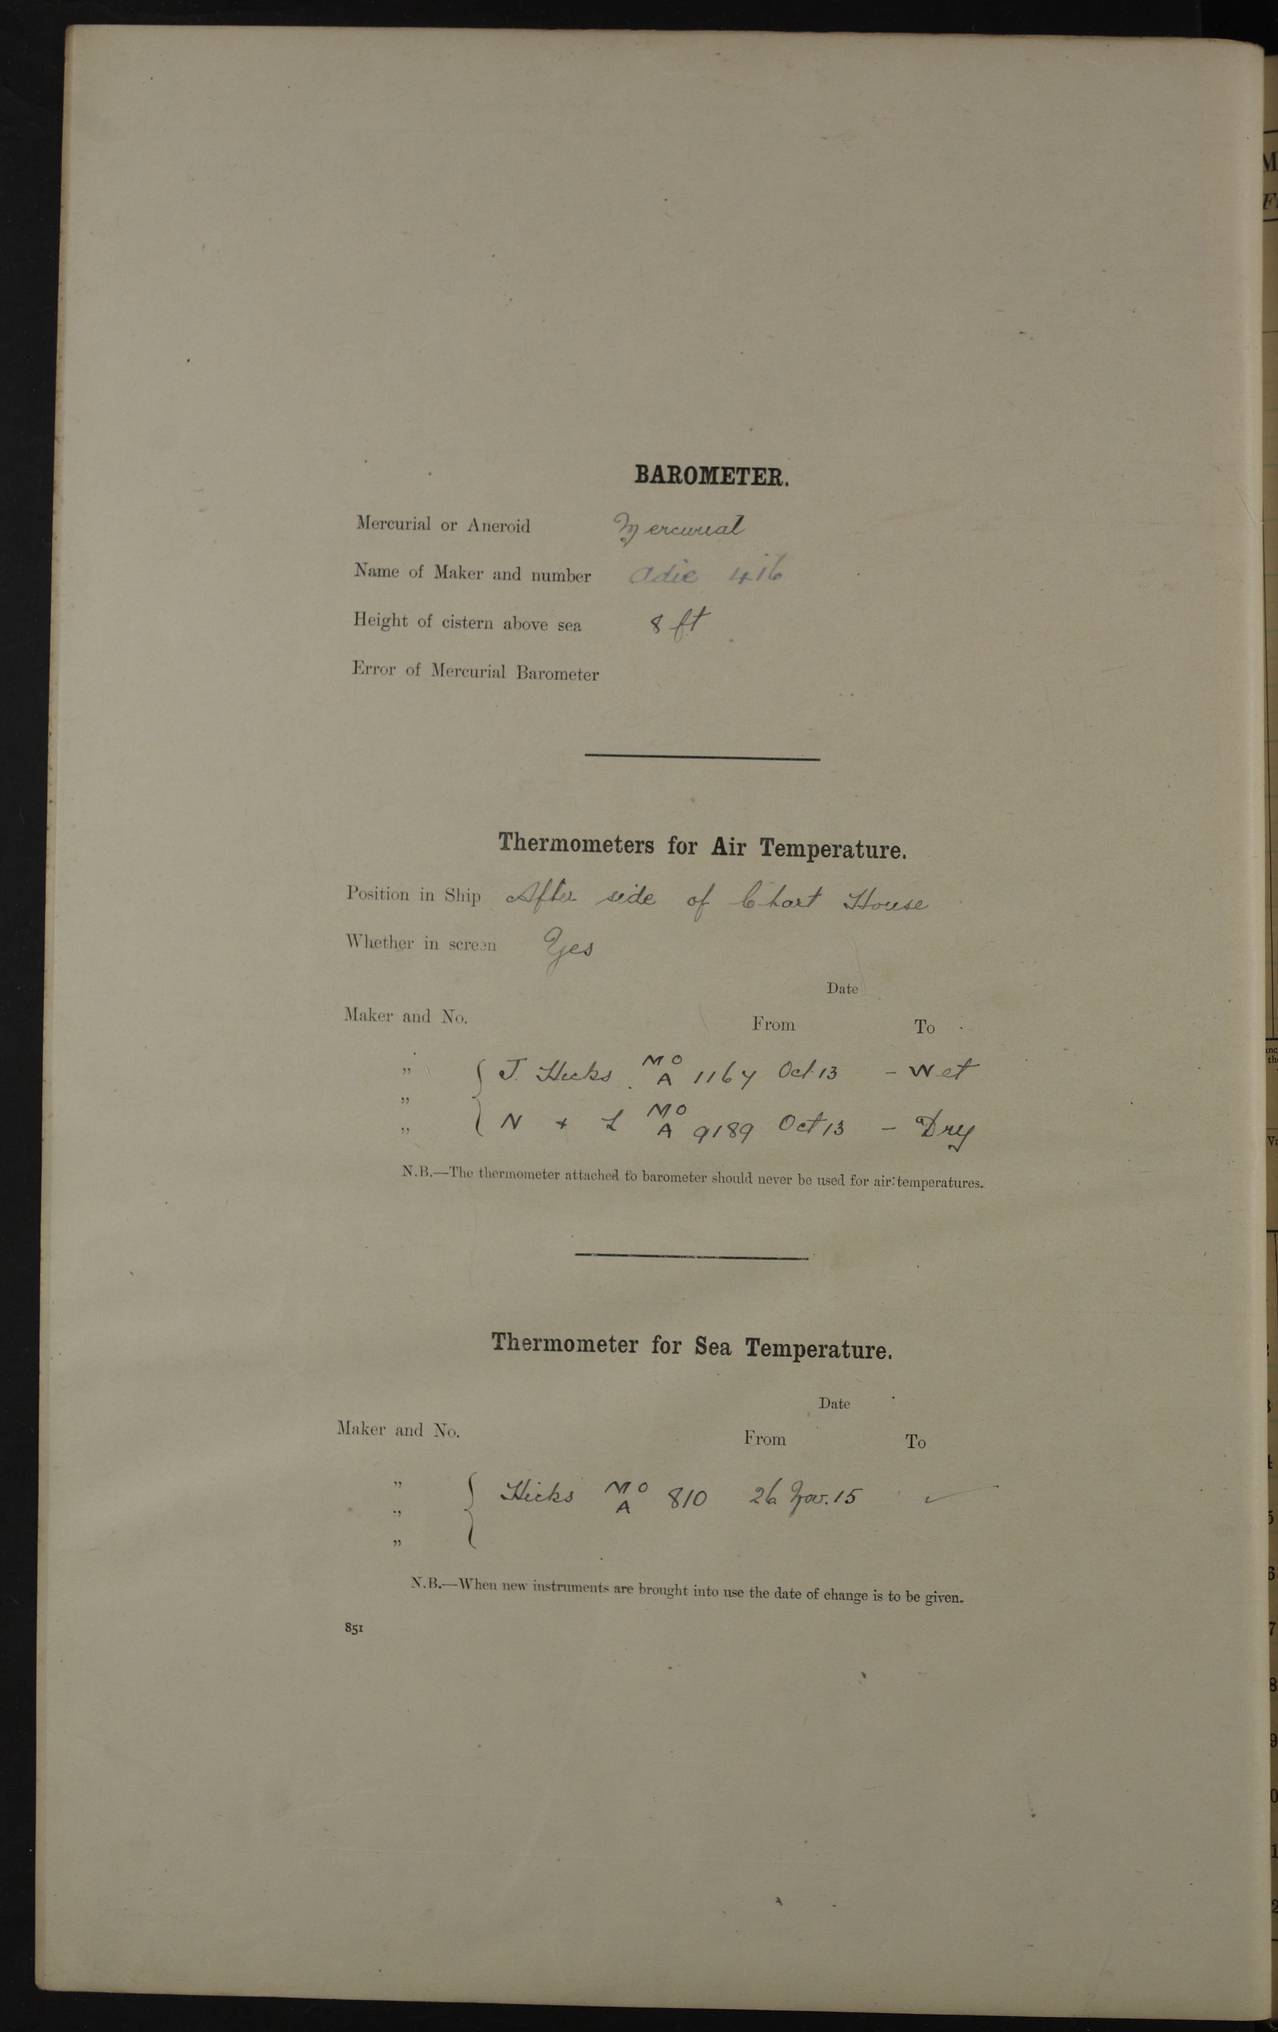 BAROMETER.
Mercurial or Aneroid Mercurial
Name of Maker and number Adie 416
Height of cistern above sea 8 ft
Error of Mercurial Barometer
Thermometers for Air Temperature.
Position in Ship After side of Chart House
Whether in screen Yes
Date
Maker and No. From To
" { J. Hicks MO A 1167 Oct 13 - Wet
"
" N + Z MO A 9189 Oct 13 - Dry
N.B.—The thermometer attached to barometer should never be used for air temperatures.
Thermometer for Sea Temperature.
Date
Maker and No. From To
" { Hicks MO A 810 26 Nov. 15 ✓
"
"
N.B.—When new instruments are brought into use the date of change is to be given.
851